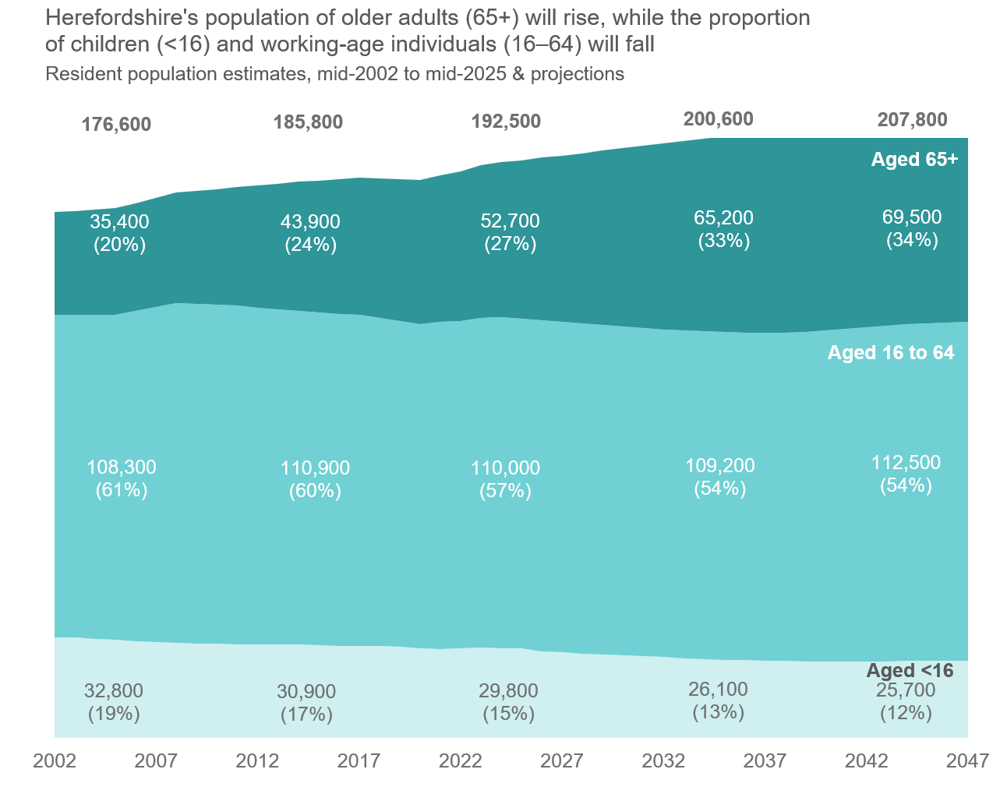 Herefordshire's population of older adults (65+) will rise, while the proportion
of children (<16) and working-age individuals (16–64) will fall
Resident population estimates, mid-2002 to mid-2025 & projections
176,600 185,800 192,500 200,600 207,800
Aged 65+
35,400 43,900 52,700 65,200 69,500
(20%) (24%) (27%) (33%) (34%)
Aged 16 to 64
108,300 110,900 110,000 109,200 112,500
(61%) (60%) (57%) (54%) (54%)
Aged <16
32,800 30,900 29,800 26,100 25,700
(19%) (17%) (15%) (13%) (12%)
2002 2007 2012 2017 2022 2027 2032 2037 2042 2047